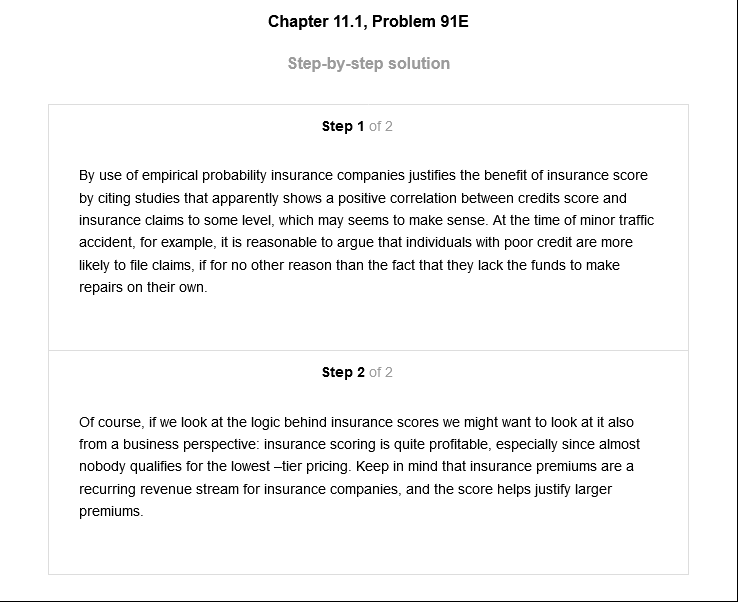 Chapter 11.1, Problem 91E
Step-by-step solution
Step 1 of 2
By use of empirical probability insurance companies justifies the benefit of insurance score
by citing studies that apparently shows a positive correlation between credits score and
insurance claims to some level, which may seems to make sense. At the time of minor traffic
accident, for example, it is reasonable to argue that individuals with poor credit are more
likely to file claims, if for no other reason than the fact that they lack the funds to make
repairs on their own.
Step 2 of 2
Of course, if we look at the logic behind insurance scores we might want to look at it also
from a business perspective: insurance scoring is quite profitable, especially since almost
nobody qualifies for the lowest –tier pricing. Keep in mind that insurance premiums are a
recurring revenue stream for insurance companies, and the score helps justify larger
premiums.